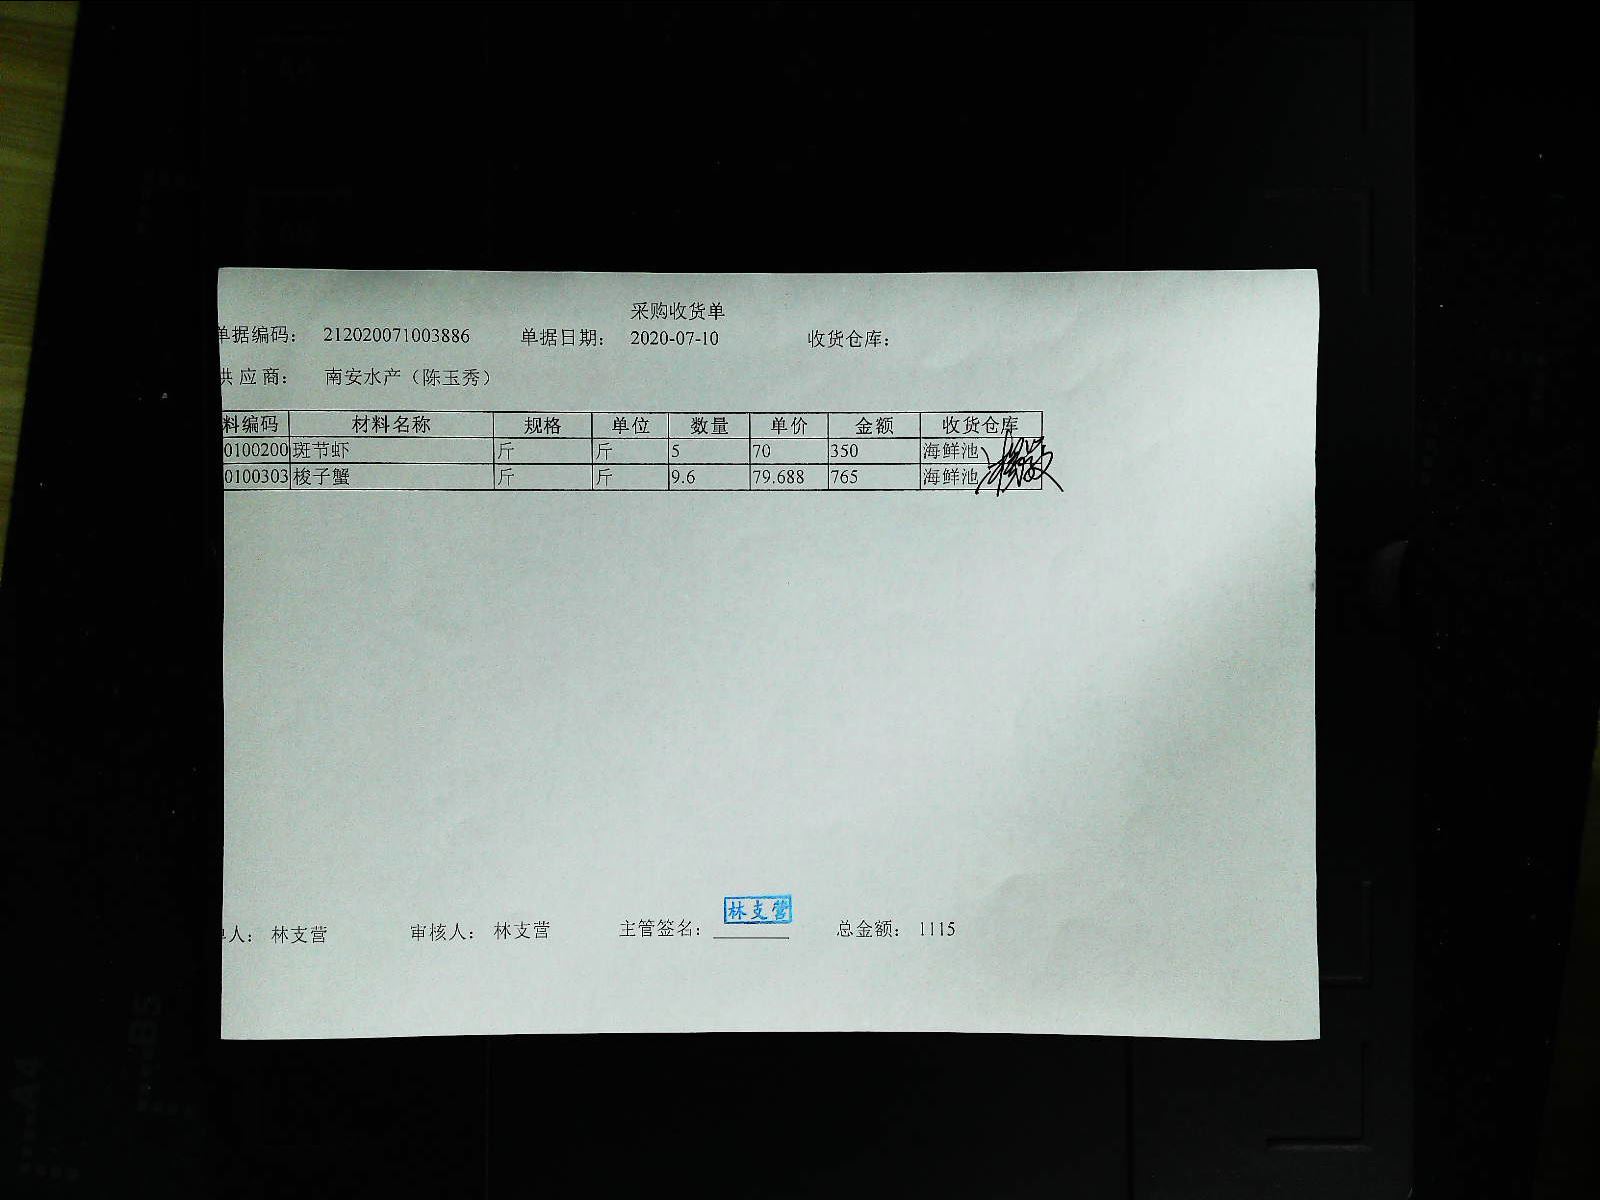 采购收货单
单据编码： 212020071003886 单据日期： 2020-07-10 收货仓库：
供应商： 南安水产（陈玉秀）
料编码 材料名称 规格 单位 数量 单价 金额 收货仓库
0100200 斑节虾 斤 斤 5 70 350 海鲜池
0100303 梭子蟹 斤 斤 9.6 79.688 765 海鲜池
林支营
人： 林支营 审核人： 林支营 主管签名： 总金额： 1115
B5
A4